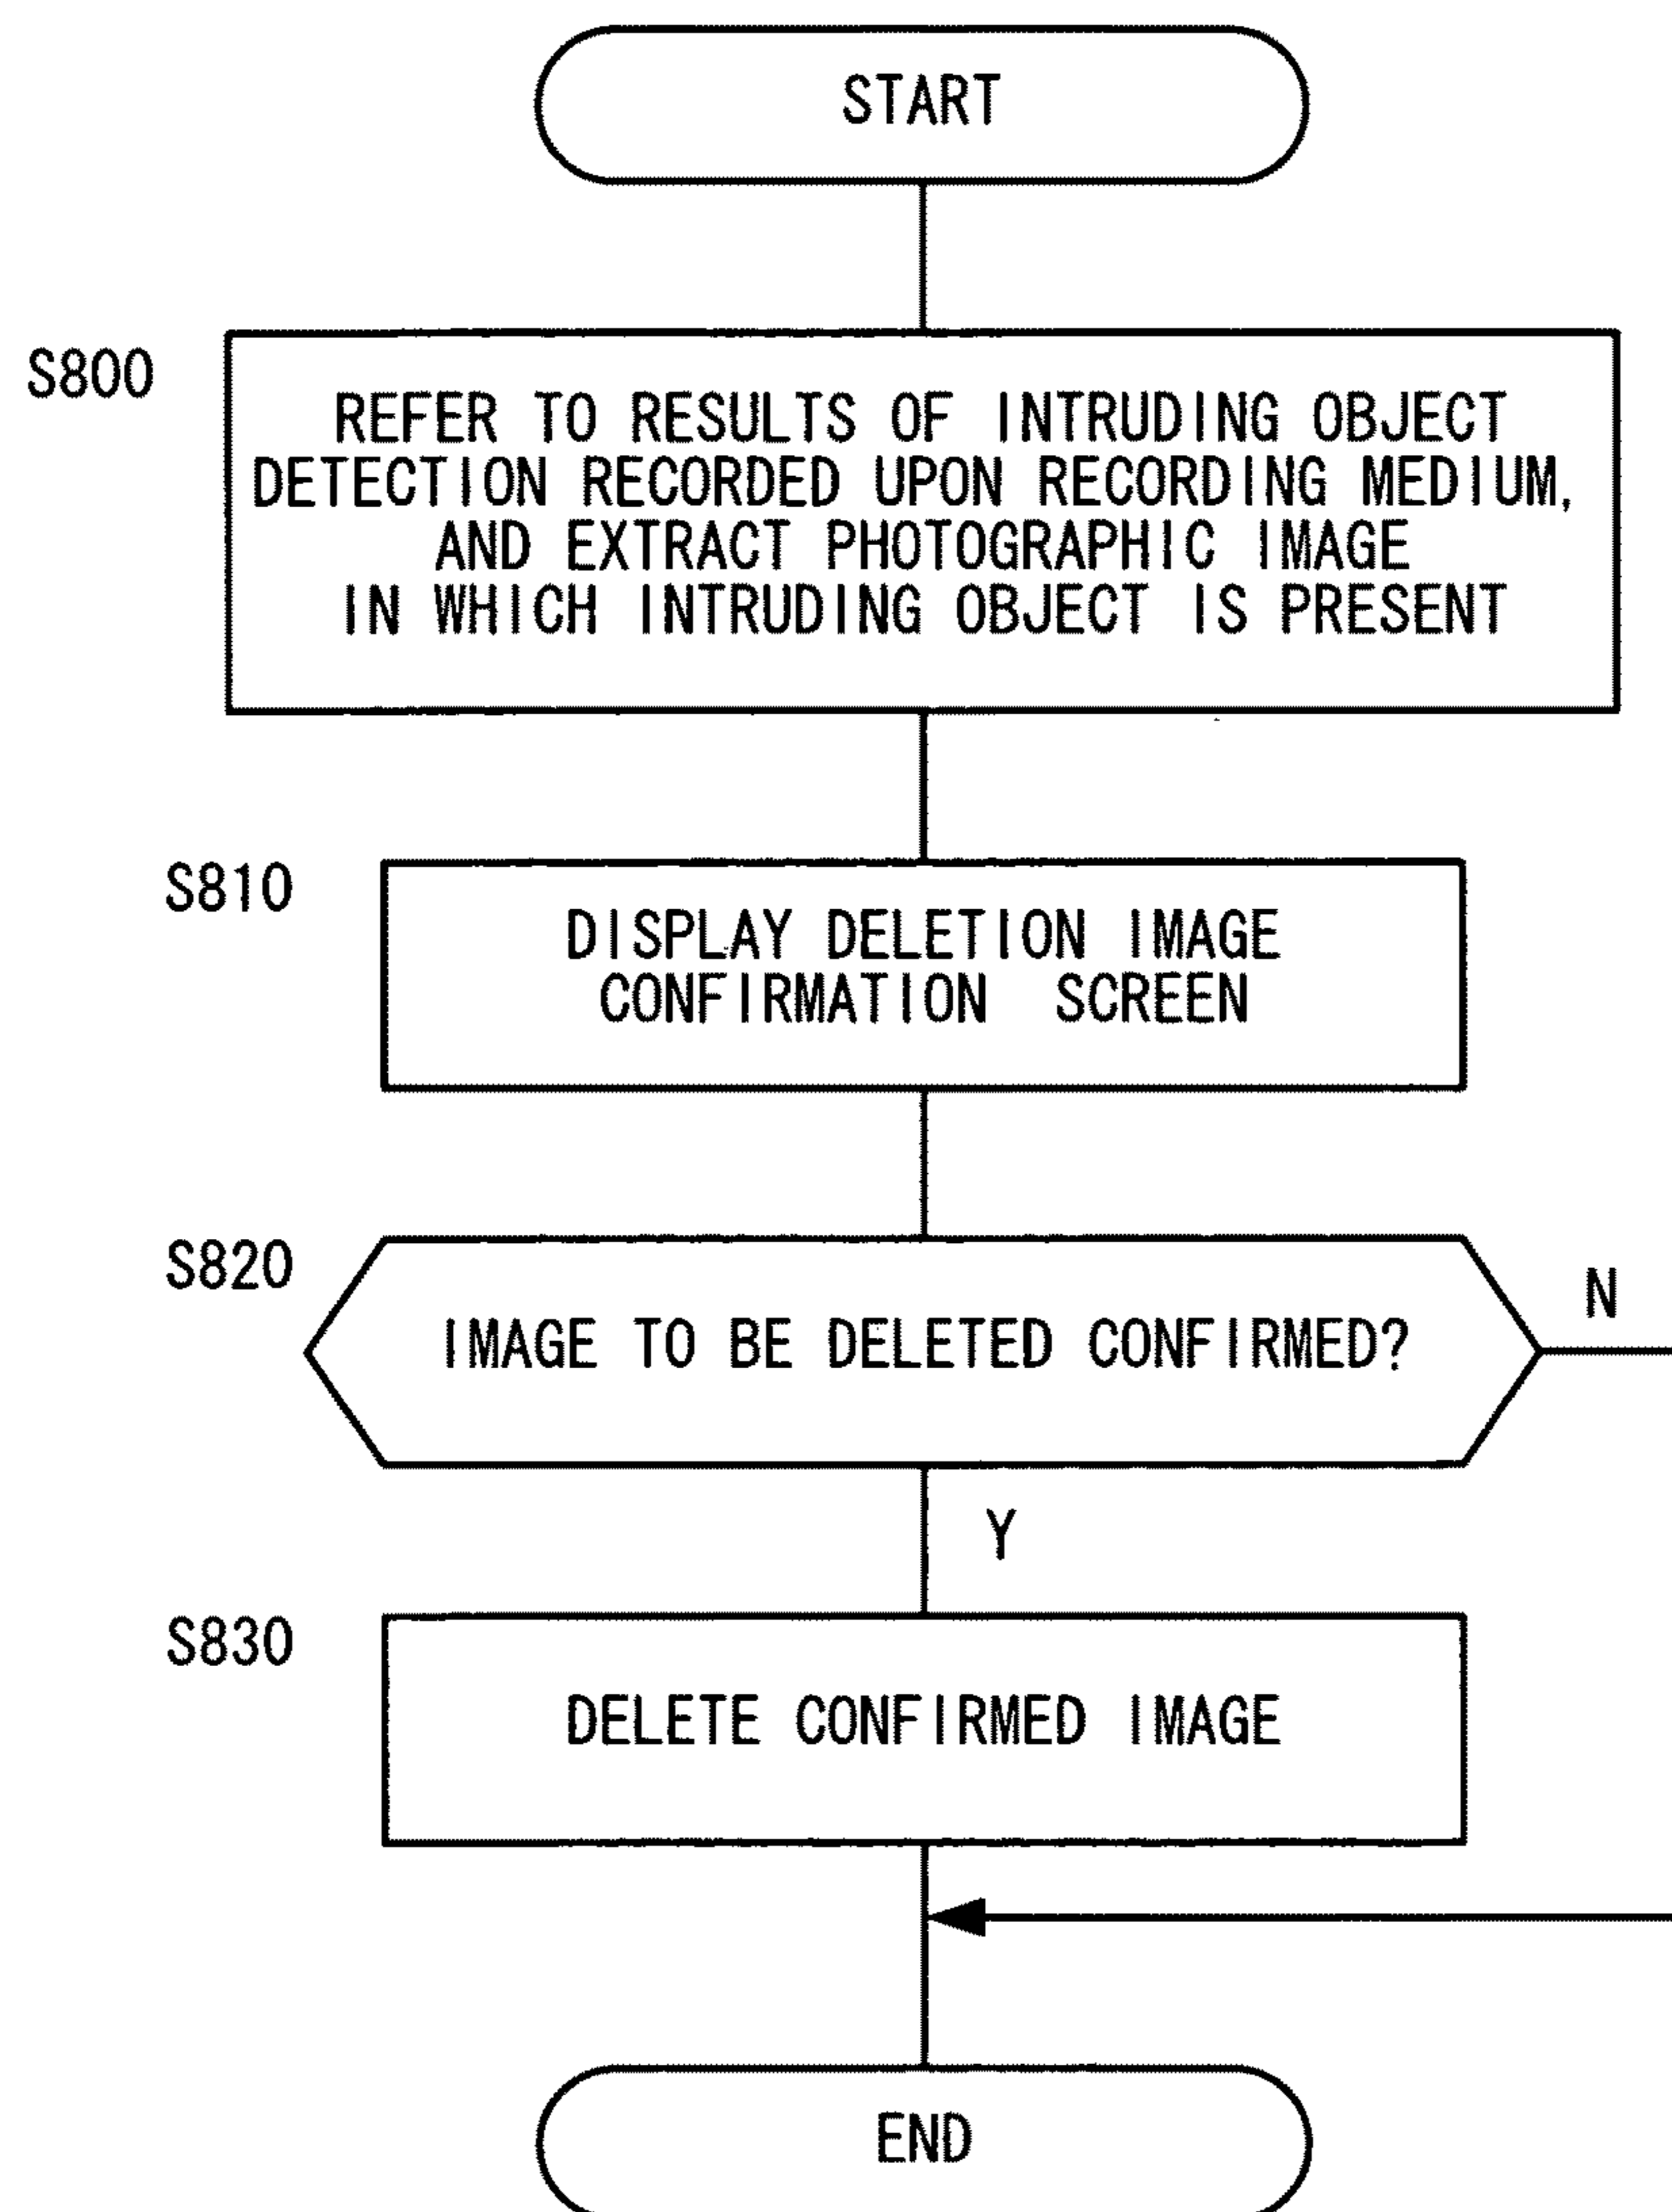 START
S800
REFER TO RESULTS OF INTRUDING OBJECT
DETECTION RECORDED UPON RECORDING MEDIUM,
AND EXTRACT PHOTOGRAPHIC IMAGE
IN WHICH INTRUDING OBJECT IS PRESENT
S810
DISPLAY DELETION IMAGE
CONFIRMATION SCREEN
S820
IMAGE TO BE DELETED CONFIRMED?
N
Y
S830
DELETE CONFIRMED IMAGE
END